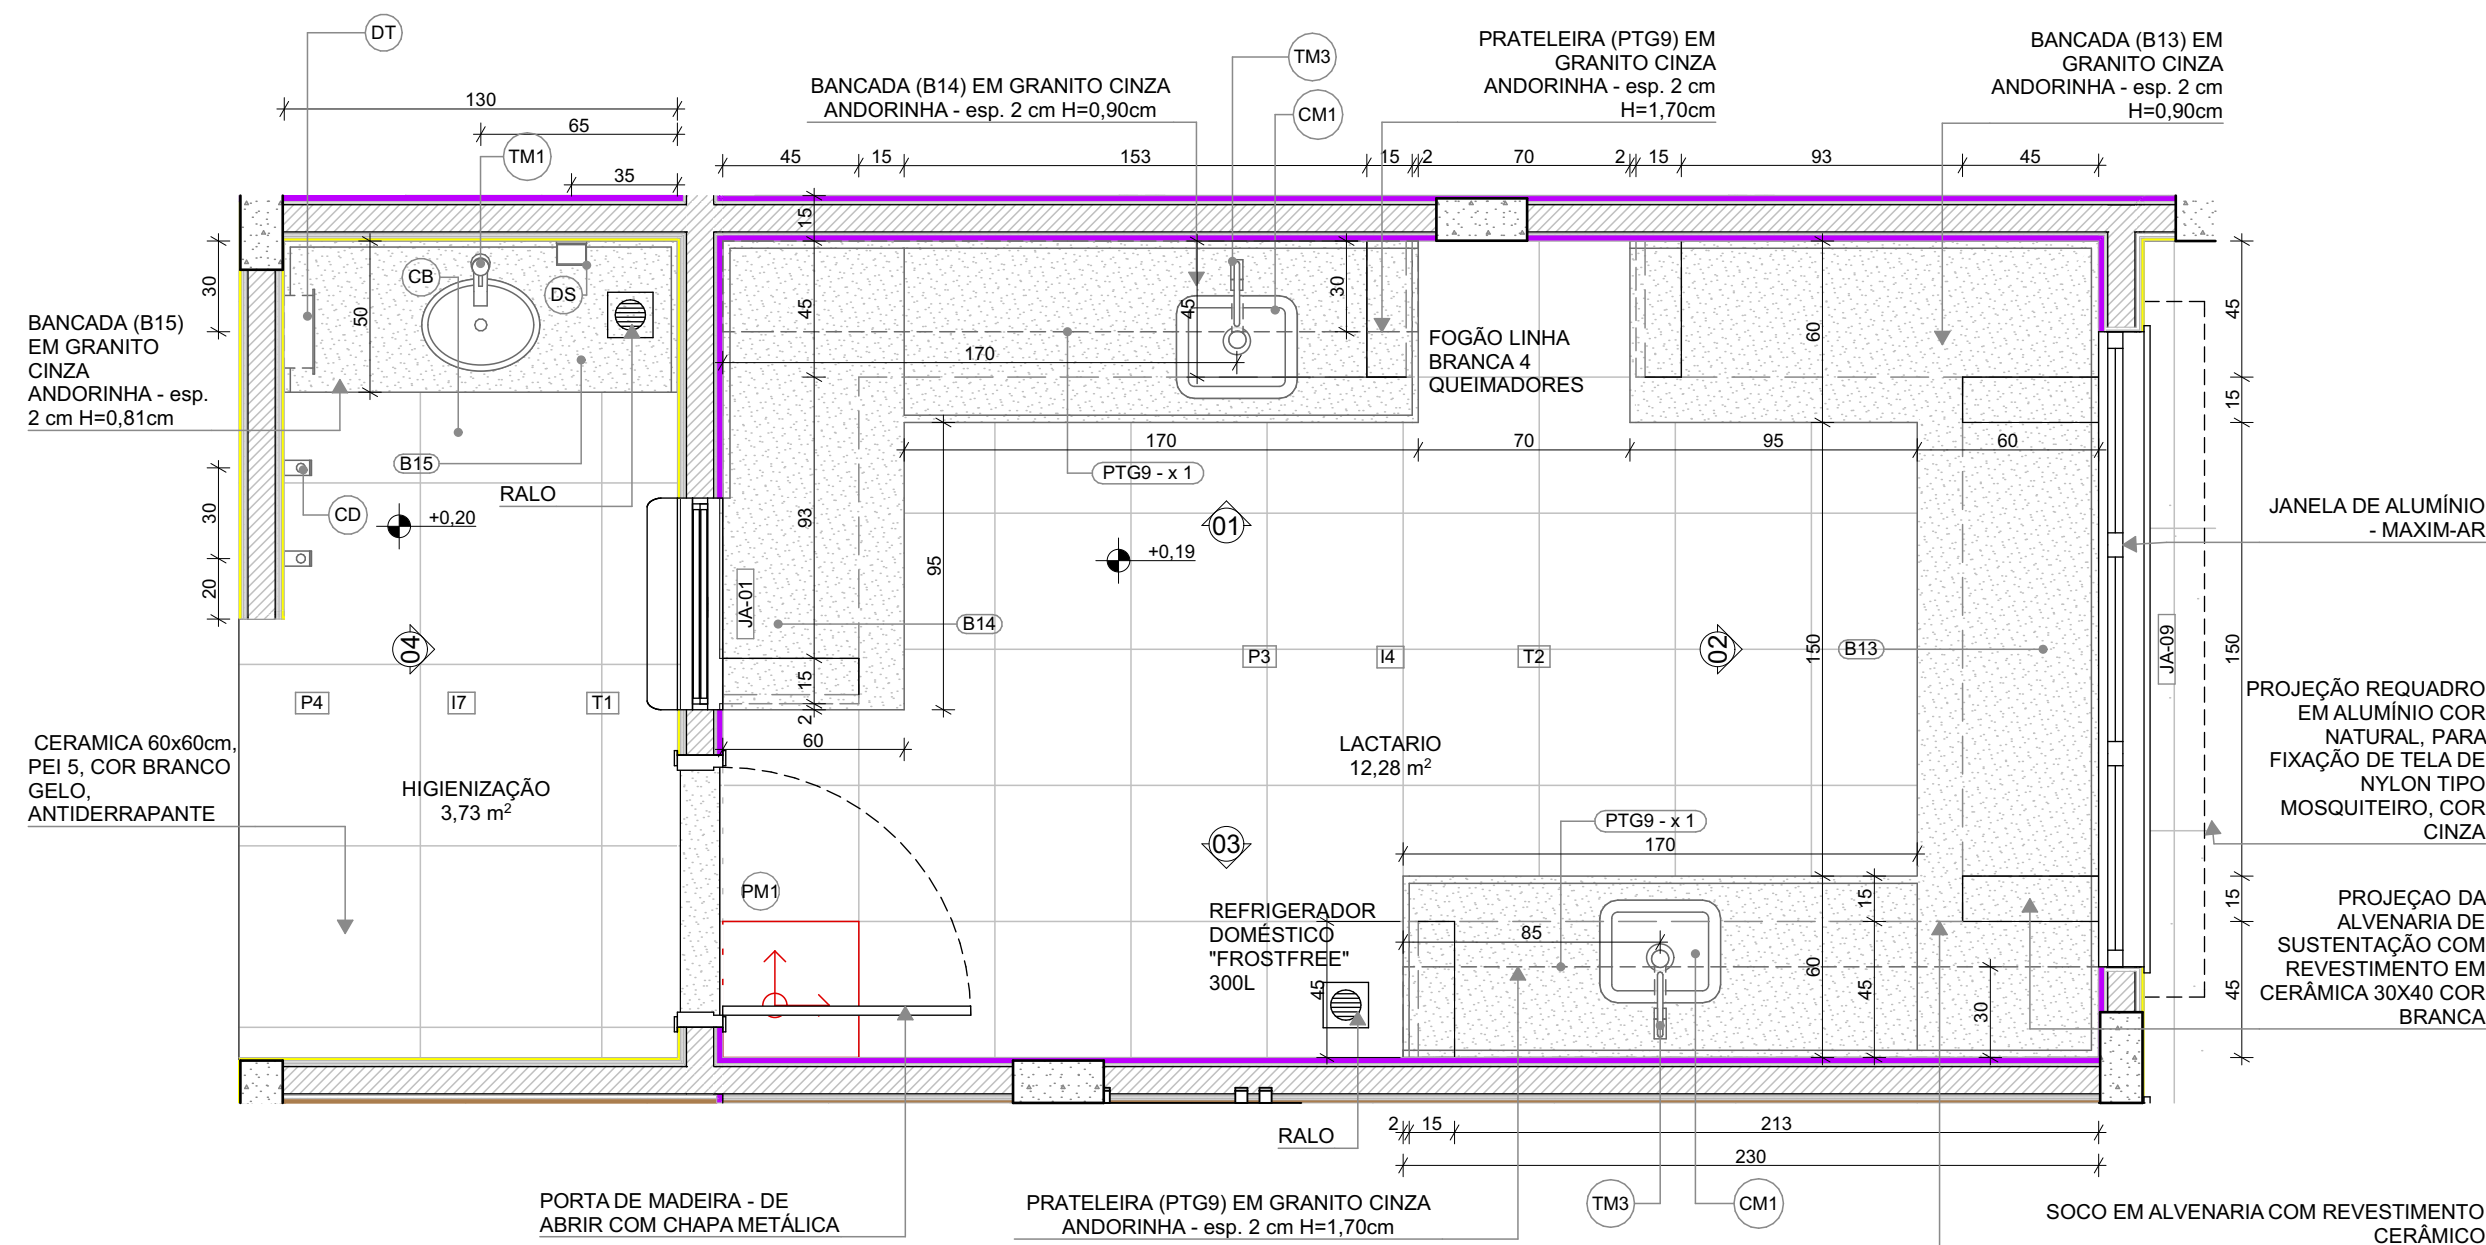 DT
TM3
PRATELEIRA (PTG9) EM
GRANITO CINZA
ANDORINHA - esp. 2 cm
H=1,70cm
BANCADA (B13) EM
GRANITO CINZA
ANDORINHA - esp. 2 cm
H=0,90cm
BANCADA (B14) EM GRANITO CINZA
ANDORINHA - esp. 2 cm H=0,90cm
CM1
130
65
TM1
35
45
15
153
15
2
70
2
15
93
45
15
30
50
CB
DS
45
45
30
60
45
BANCADA (B15)
EM GRANITO
CINZA
ANDORINHA - esp.
2 cm H=0,81cm
170
FOGÃO LINHA
BRANCA 4
QUEIMADORES
15
170
70
95
60
B15
PTG9 - x 1
RALO
30
CD
+0,20
93
01
+0,19
95
JANELA DE ALUMÍNIO
- MAXIM-AR
20
JA-01
B14
04
P3
I4
T2
02
150
B13
JA-09
150
15
P4
I7
T1
2
60
PROJEÇÃO REQUADRO
EM ALUMÍNIO COR
NATURAL, PARA
FIXAÇÃO DE TELA DE
NYLON TIPO
MOSQUITEIRO, COR
CINZA
CERAMICA 60x60cm,
PEI 5, COR BRANCO
GELO,
ANTIDERRAPANTE
HIGIENIZAÇÃO
3,73 m²
LACTARIO
12,28 m²
PTG9 - x 1
03
170
PM1
15
15
REFRIGERADOR
DOMÉSTICO
"FROSTFREE"
300L
85
60
45
45
30
45
PROJEÇAO DA
ALVENARIA DE
SUSTENTAÇÃO COM
REVESTIMENTO EM
CERÂMICA 30X40 COR
BRANCA
RALO
2
15
213
230
PORTA DE MADEIRA - DE
ABRIR COM CHAPA METÁLICA
PRATELEIRA (PTG9) EM GRANITO CINZA
ANDORINHA - esp. 2 cm H=1,70cm
TM3
CM1
SOCO EM ALVENARIA COM REVESTIMENTO
CERÂMICO